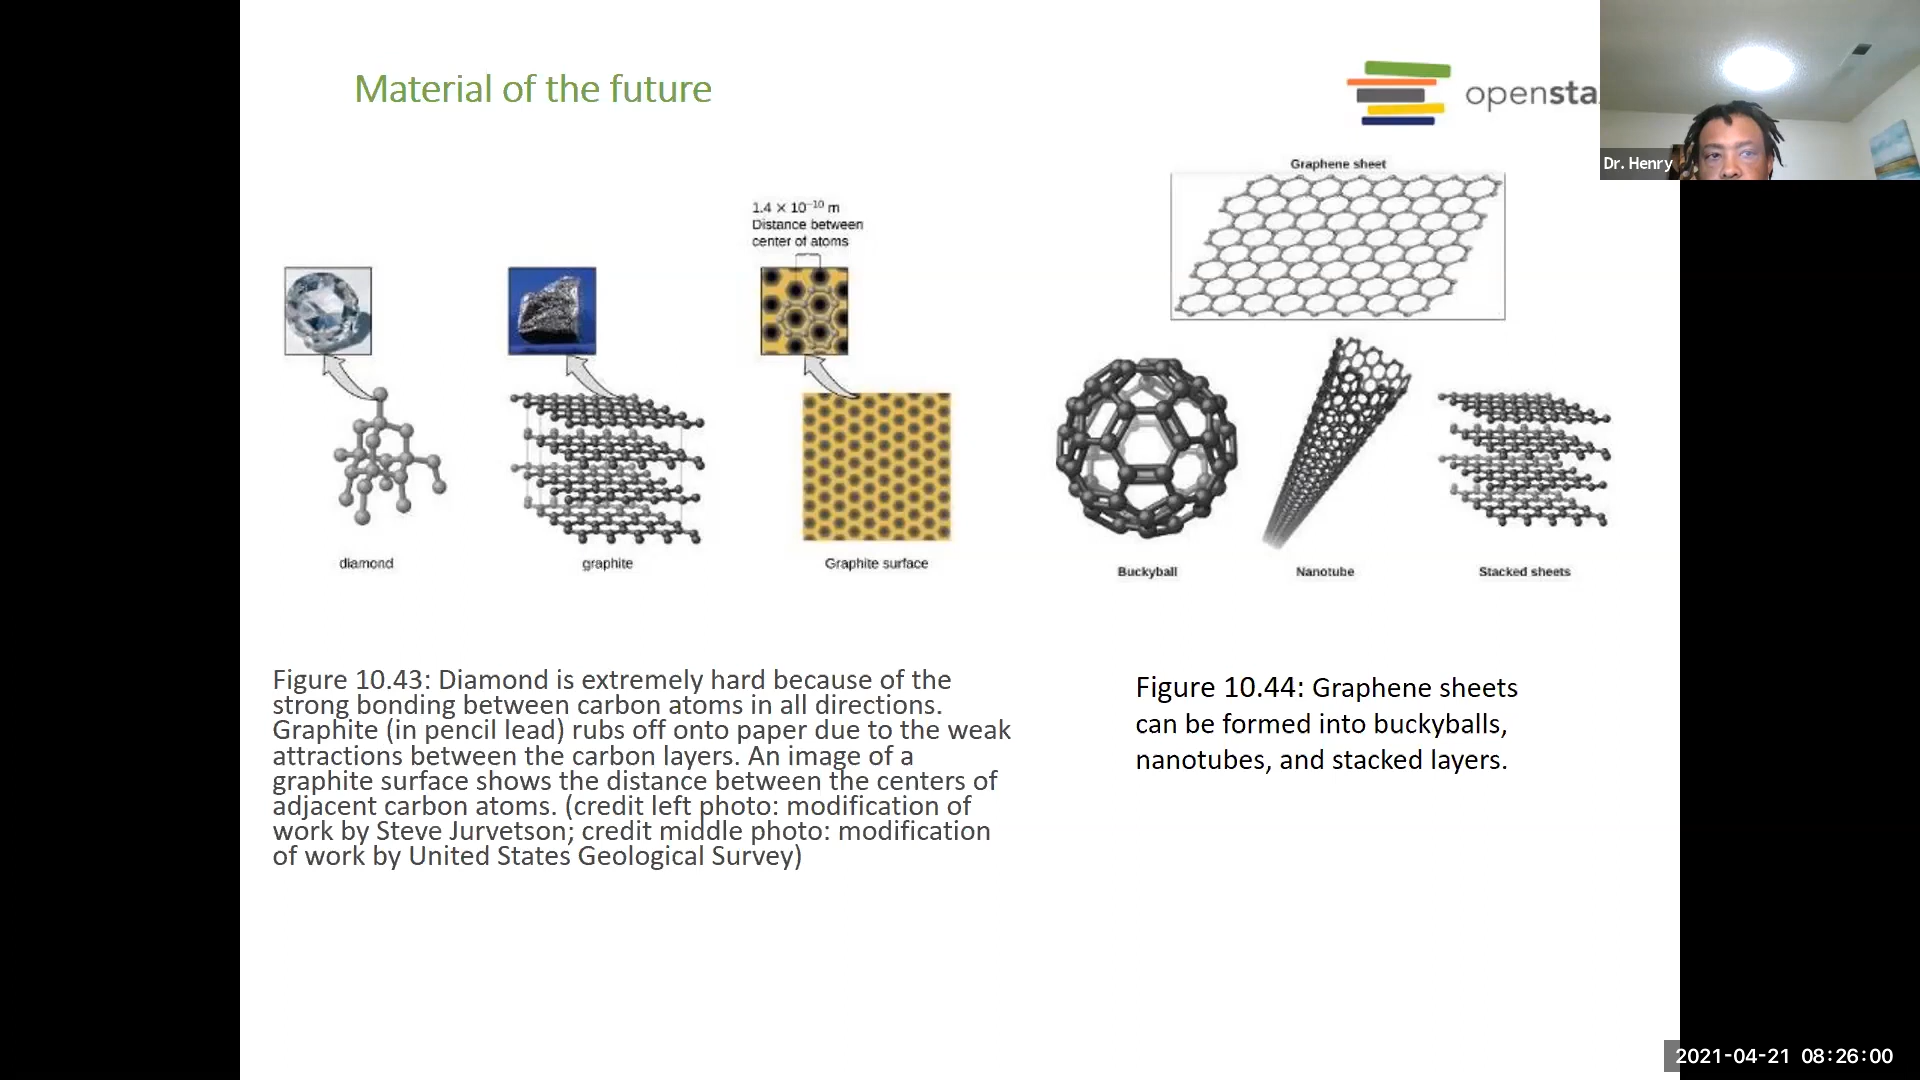 Material of the future
opensta
Dr. Henry
1.4 × 10⁻¹⁰ m
Distance between
center of atoms
diamond
graphite
Graphite surface
Graphene sheet
Buckyball
Nanotube
Stacked sheets
Figure 10.43: Diamond is extremely hard because of the
strong bonding between carbon atoms in all directions.
Graphite (in pencil lead) rubs off onto paper due to the weak
attractions between the carbon layers. An image of a
graphite surface shows the distance between the centers of
adjacent carbon atoms. (credit left photo: modification of
work by Steve Jurvetson; credit middle photo: modification
of work by United States Geological Survey)
Figure 10.44: Graphene sheets
can be formed into buckyballs,
nanotubes, and stacked layers.
2021-04-21 08:26:00